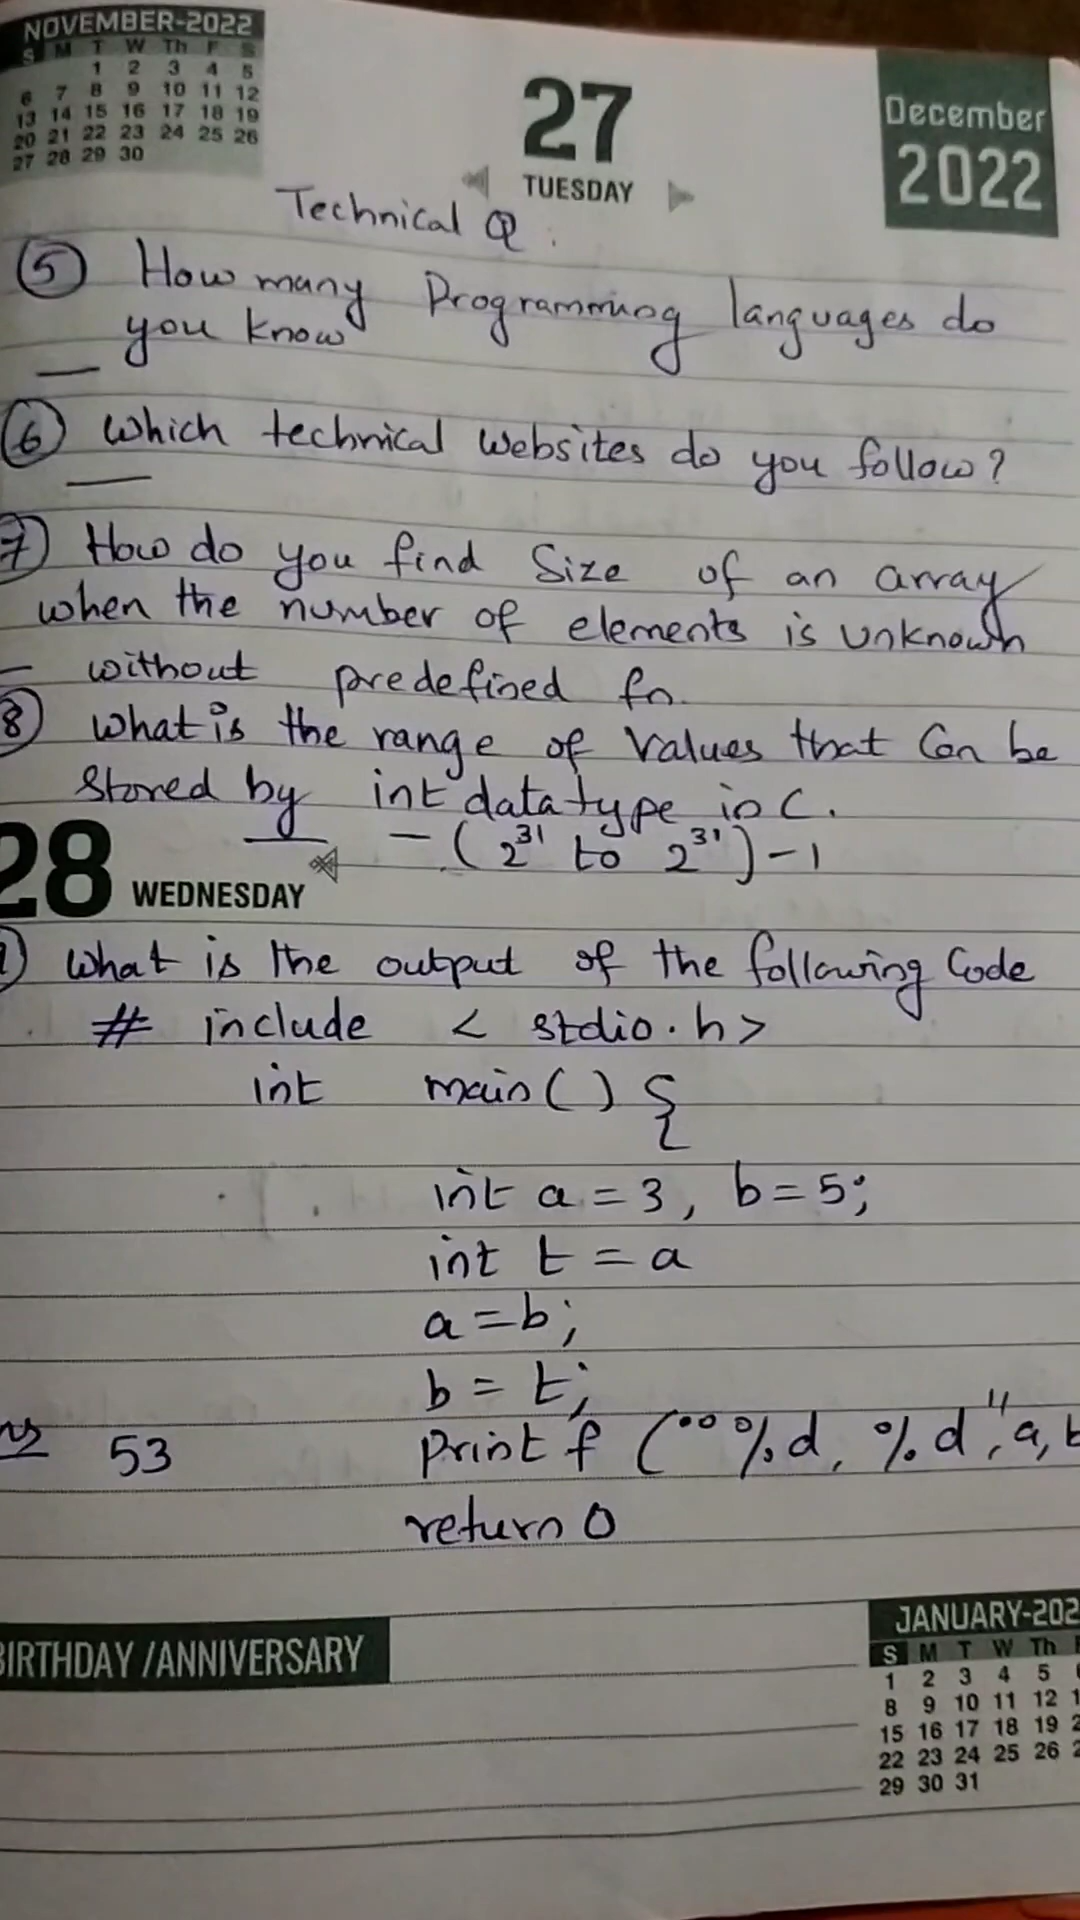 NOVEMBER-2022
S M T W Th F S
1 2 3 4 5
6 7 8 9 10 11 12
13 14 15 16 17 18 19
20 21 22 23 24 25 26
27 28 29 30
27
TUESDAY
December
2022
Technical Q.
5 How many Programming languages do
you know
6 Which technical websites do you follow?
7 How do you find Size of an array
when the number of elements is unknown
without predefined fn.
8 what is the range of Values that Can be
Stored by int data type in C.
- (2^31 to 2^31) - 1
28 WEDNESDAY
what is the output of the following Code
# include < stdio.h>
int main() {
int a = 3, b = 5;
int t = a
a = b;
b = t;
53 printf ("%d, %d", a, b
return 0
BIRTHDAY / ANNIVERSARY
JANUARY-202
S M T W Th
1 2 3 4 5
8 9 10 11 12
15 16 17 18 19
22 23 24 25 26
29 30 31